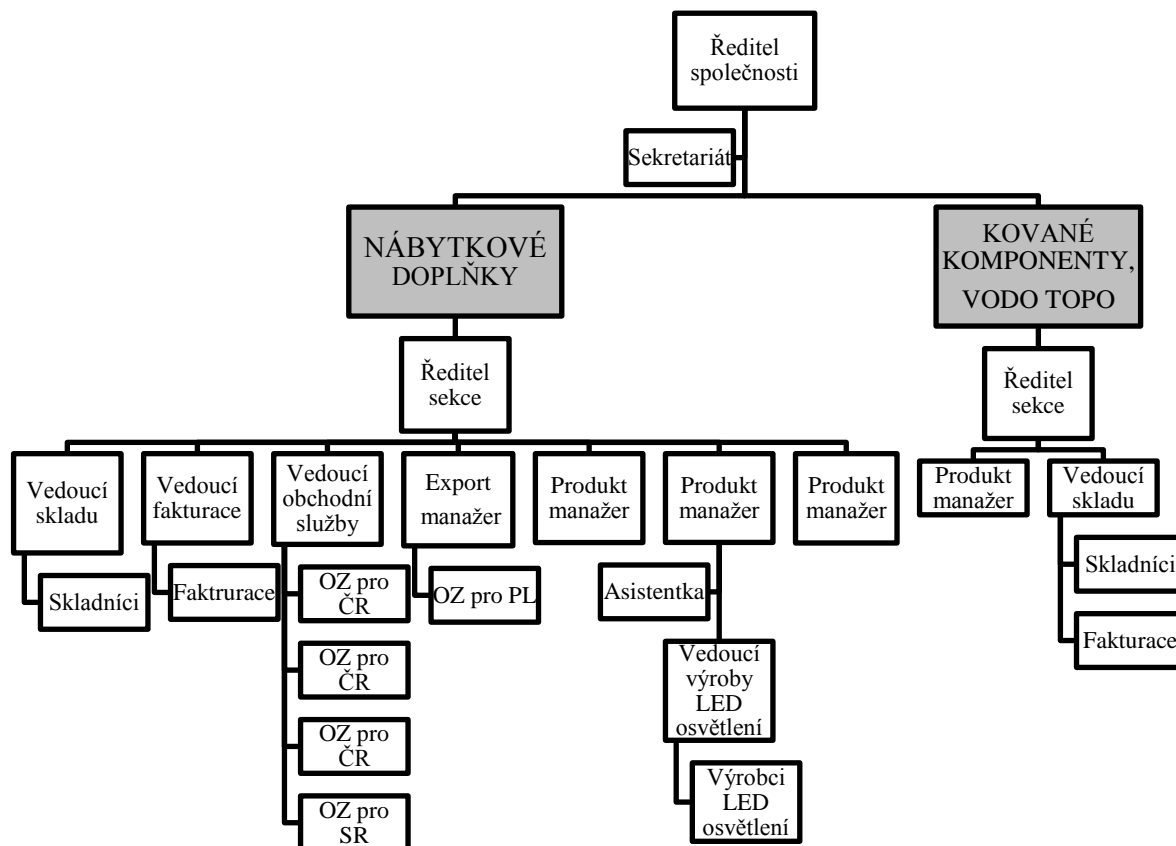 Ředitel
společnosti
Sekretariát
NÁBYTKOVÉ
DOPLŇKY
KOVANÉ
KOMPONENTY,
VODO TOPO
Ředitel
sekce
Ředitel
sekce
Vedoucí
skladu
Vedoucí
fakturace
Vedoucí
obchodní
služby
Export
manažer
Produkt
manažer
Produkt
manažer
Produkt
manažer
Produkt
manažer
Vedoucí
skladu
Skladníci
Faktrurace
OZ pro
ČR
OZ pro
ČR
OZ pro
ČR
OZ pro
SR
OZ pro PL
Asistentka
Vedoucí
výroby
LED
osvětlení
Výrobci
LED
osvětlení
Skladníci
Fakturace